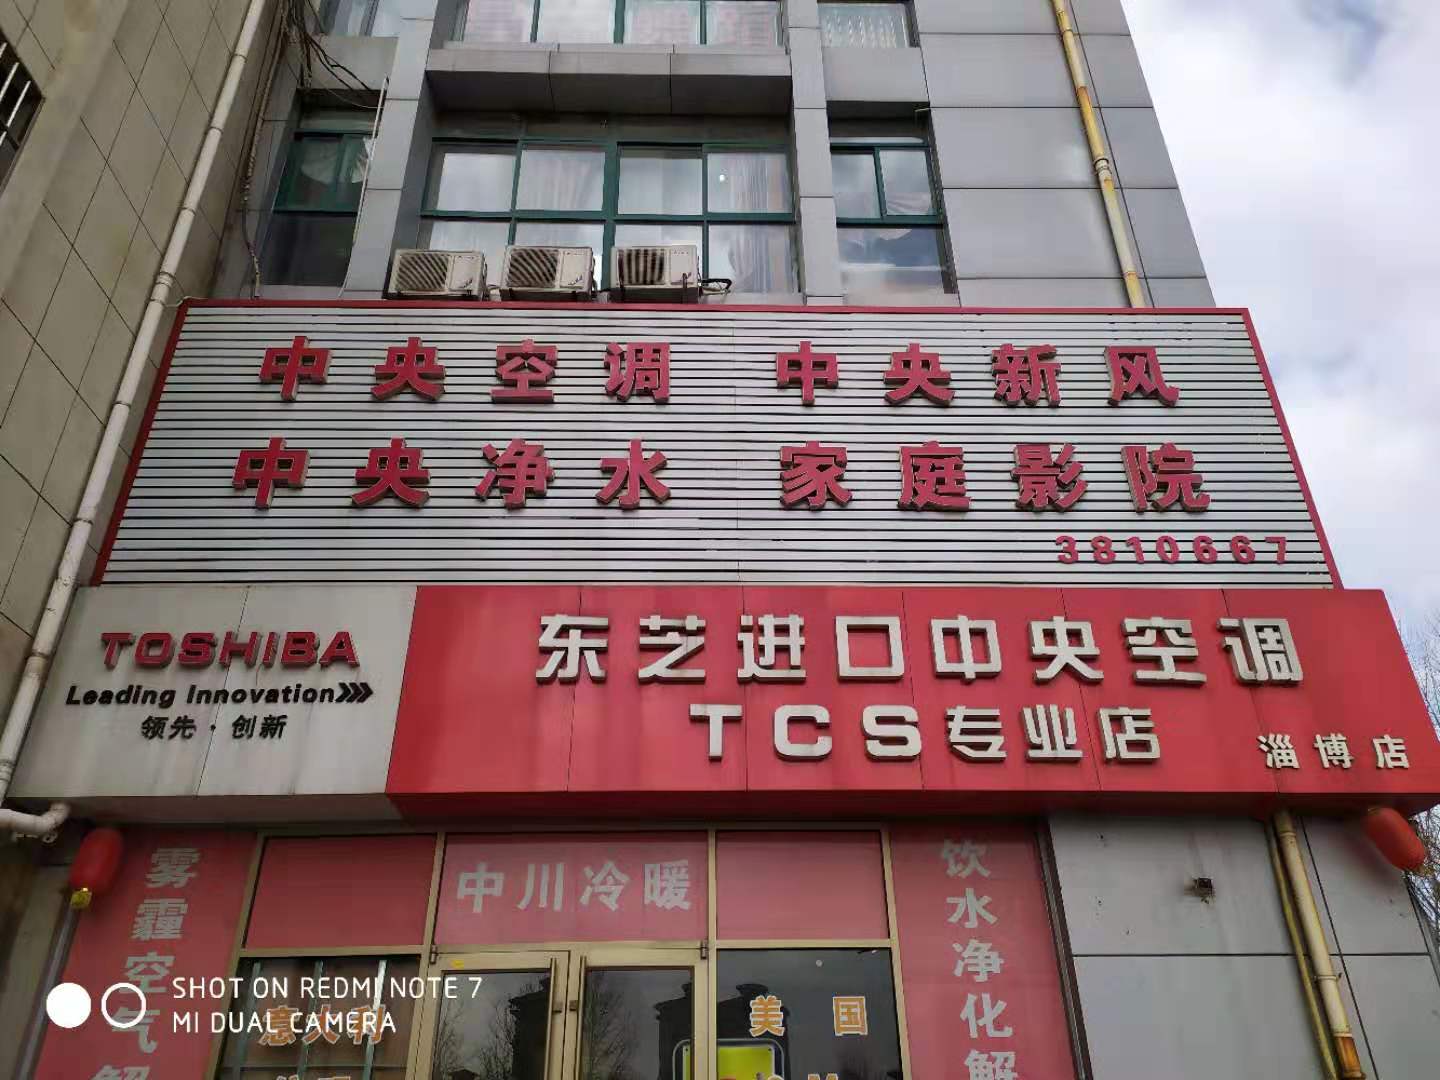 中央空调 中央新风
中央净水 家庭影院
3810667
TOSHIBA
Leading Innovation
领先·创新
东芝进口中央空调
TCS专业店
淄博店
中川冷暖
雾霾空气解
饮水净化解
意大利
美国
SHOT ON REDMI NOTE 7
MI DUAL CAMERA